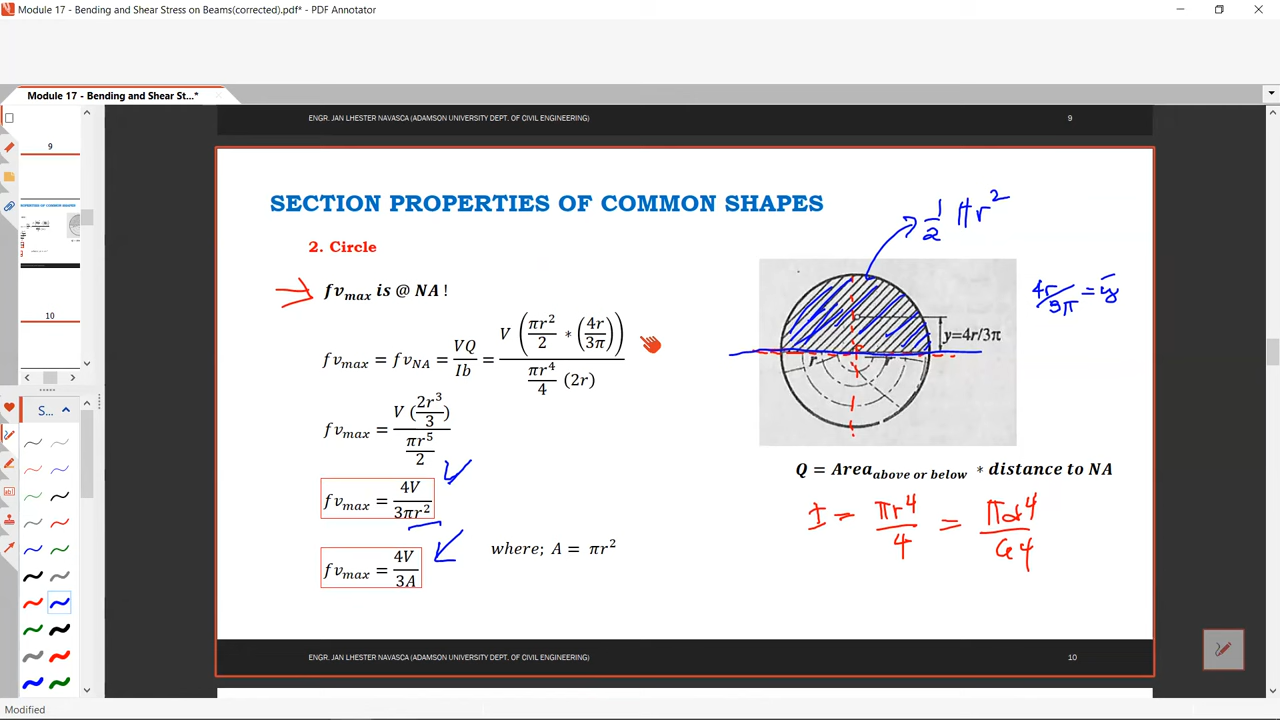 Module 17 - Bending and Shear Stress on Beams(corrected).pdf* - PDF Annotator
Module 17 - Bending and Shear St...*
ENGR. JAN LHESTER NAVASCA (ADAMSON UNIVERSITY DEPT. OF CIVIL ENGINEERING) 9
9
10
S...
SECTION PROPERTIES OF COMMON SHAPES
2. Circle
fv_max is @ NA!
fv_max = fv_NA = VQ/Ib = V (πr²/2 * (4r/3π)) / (πr⁴/4 (2r))
fv_max = V (2r³/3) / (πr⁵/2)
fv_max = 4V/3πr²
fv_max = 4V/3A
where; A = πr²
1/2 πr²
4r/3π = ȳ
y=4r/3π
r r
Q = Area_above or below * distance to NA
I = πr⁴/4 = πd⁴/64
ENGR. JAN LHESTER NAVASCA (ADAMSON UNIVERSITY DEPT. OF CIVIL ENGINEERING) 10
Modified